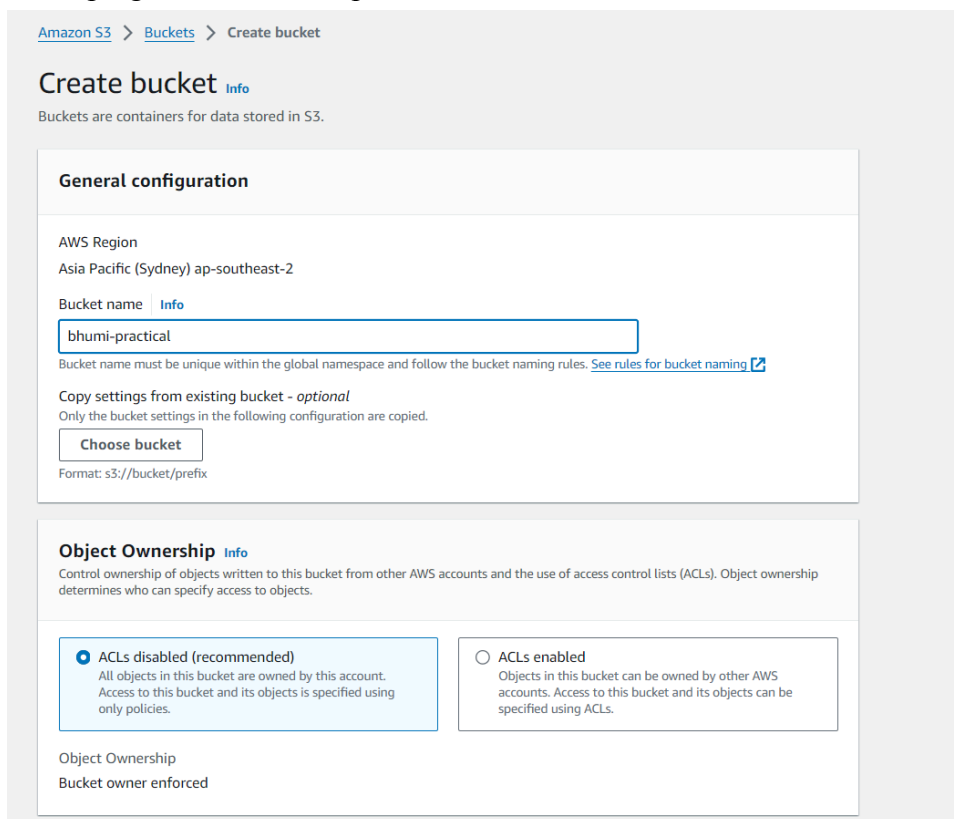 Amazon S3 > Buckets > Create bucket
Create bucket Info
Buckets are containers for data stored in S3.
General configuration
AWS Region
Asia Pacific (Sydney) ap-southeast-2
Bucket name Info
bhumi-practical
Bucket name must be unique within the global namespace and follow the bucket naming rules. See rules for bucket naming
Copy settings from existing bucket - optional
Only the bucket settings in the following configuration are copied.
Choose bucket
Format: s3://bucket/prefix
Object Ownership Info
Control ownership of objects written to this bucket from other AWS accounts and the use of access control lists (ACLs). Object ownership
determines who can specify access to objects.
ACLs disabled (recommended)
All objects in this bucket are owned by this account.
Access to this bucket and its objects is specified using
only policies.
ACLs enabled
Objects in this bucket can be owned by other AWS
accounts. Access to this bucket and its objects can be
specified using ACLs.
Object Ownership
Bucket owner enforced